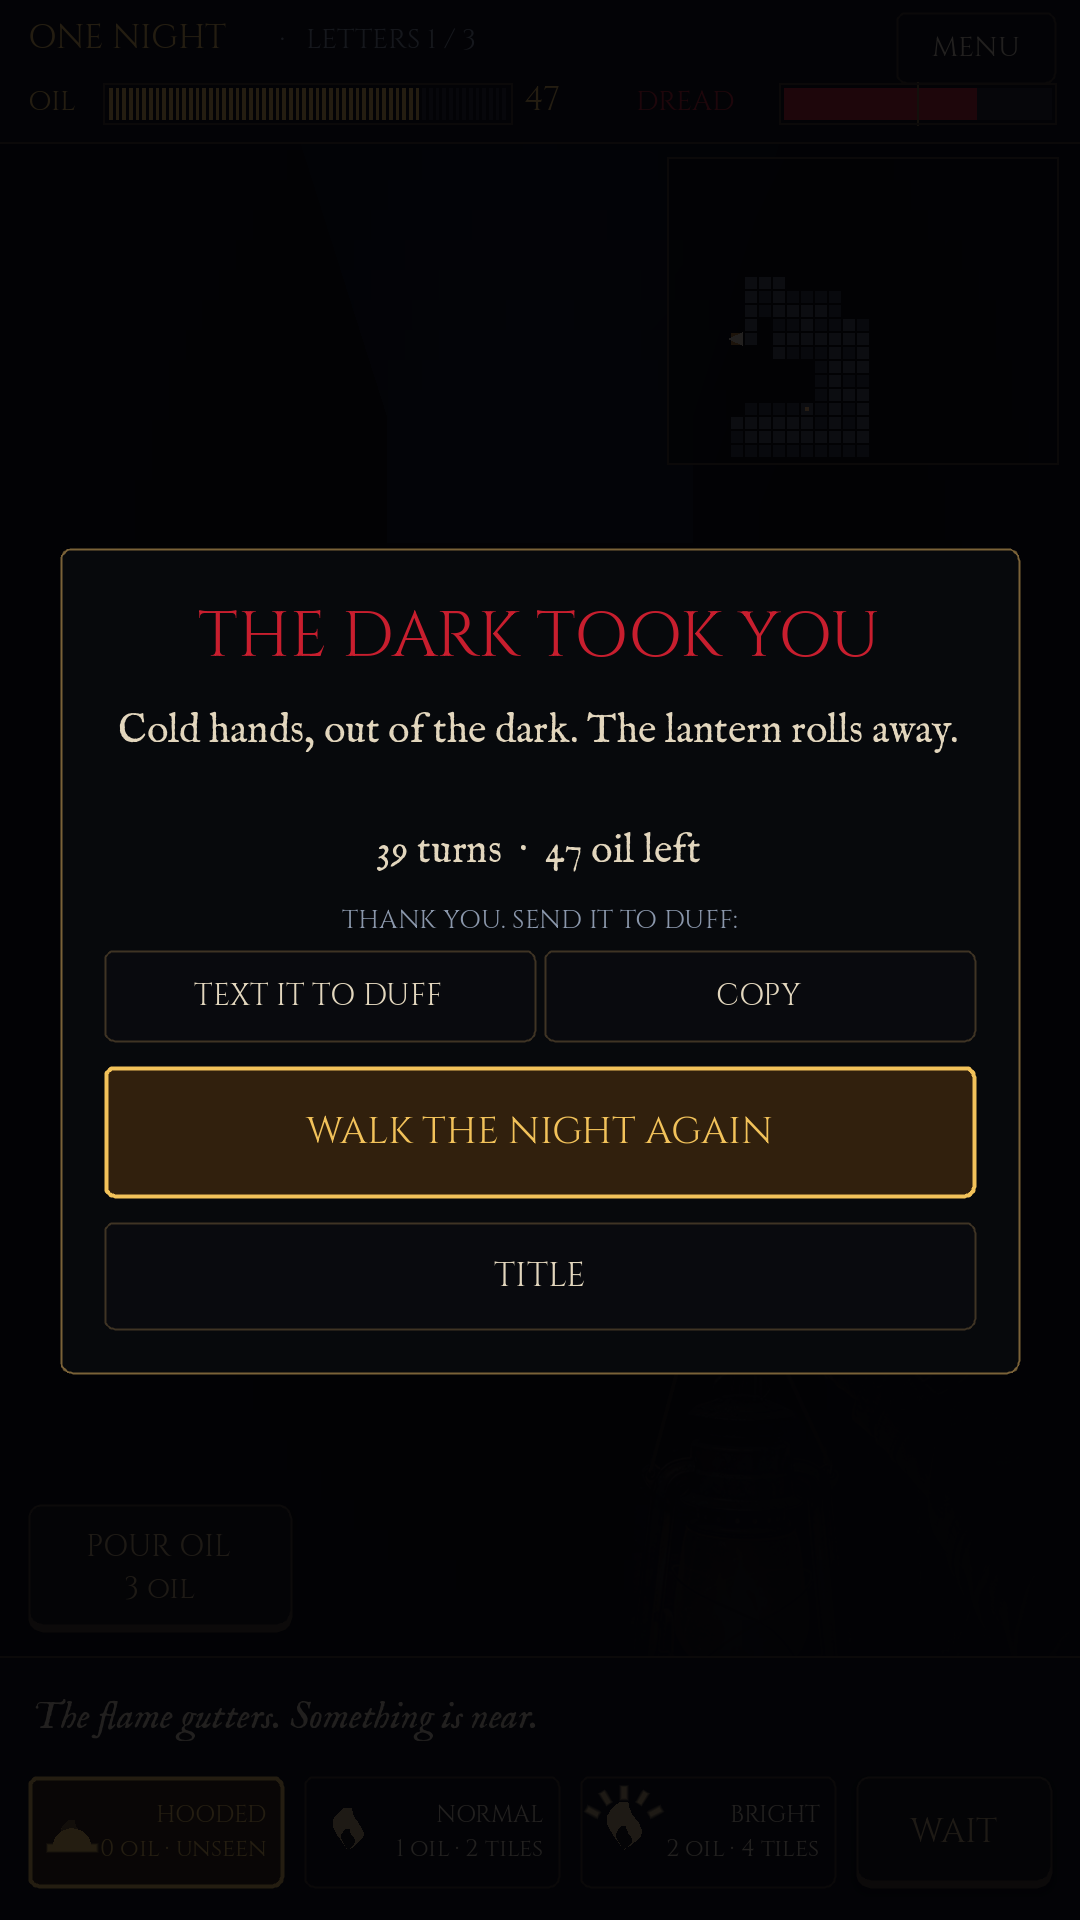 ONE NIGHT · LETTERS 1 / 3
MENU
OIL 47 DREAD
THE DARK TOOK YOU
Cold hands, out of the dark. The lantern rolls away.
39 turns · 47 oil left
THANK YOU. SEND IT TO DUFF:
TEXT IT TO DUFF
COPY
WALK THE NIGHT AGAIN
TITLE
POUR OIL
3 OIL
The flame gutters. Something is near.
HOODED
0 OIL · UNSEEN
NORMAL
1 OIL · 2 TILES
BRIGHT
2 OIL · 4 TILES
WAIT